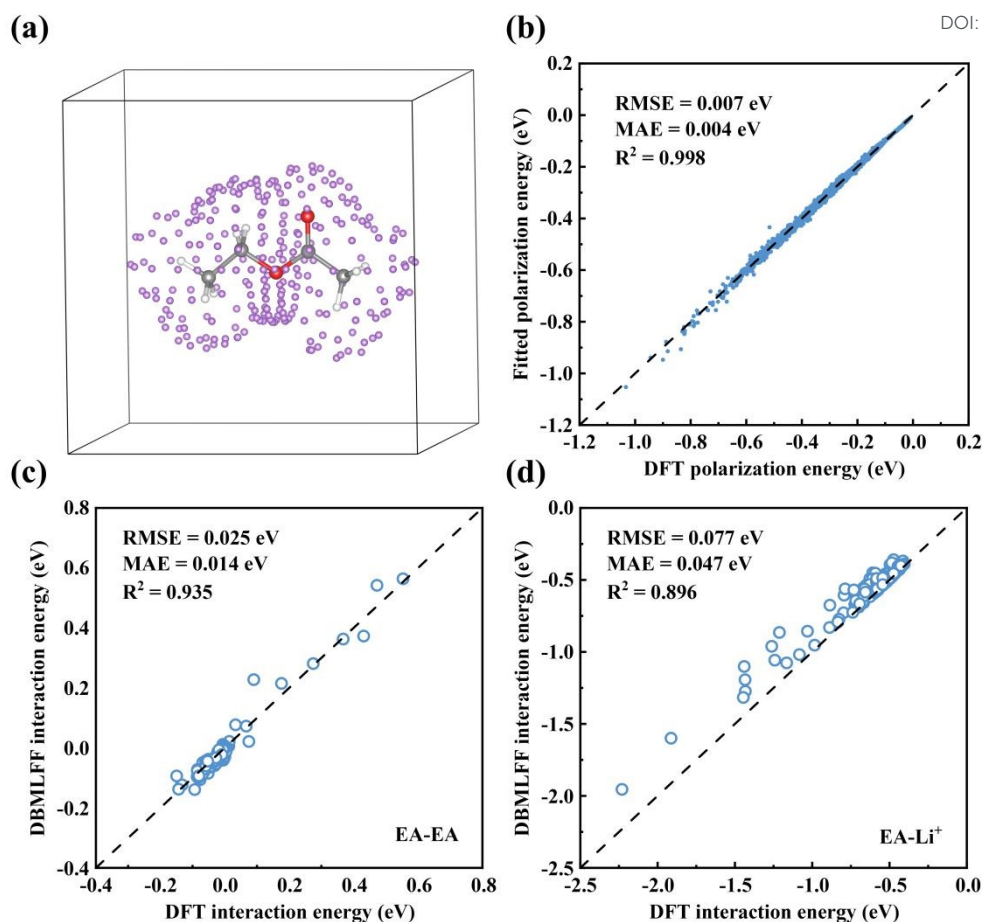 (a)
(b)
DOI:
RMSE = 0.007 eV
MAE = 0.004 eV
R² = 0.998
Fitted polarization energy (eV)
0.2
0.0
-0.2
-0.4
-0.6
-0.8
-1.0
-1.2
-1.2 -1.0 -0.8 -0.6 -0.4 -0.2 0.0 0.2
DFT polarization energy (eV)
(c)
RMSE = 0.025 eV
MAE = 0.014 eV
R² = 0.935
DBMLFF interaction energy (eV)
0.8
0.6
0.4
0.2
0.0
-0.2
-0.4
EA-EA
-0.4 -0.2 0.0 0.2 0.4 0.6 0.8
DFT interaction energy (eV)
(d)
RMSE = 0.077 eV
MAE = 0.047 eV
R² = 0.896
DBMLFF interaction energy (eV)
0.0
-0.5
-1.0
-1.5
-2.0
-2.5
EA-Li⁺
-2.5 -2.0 -1.5 -1.0 -0.5 0.0
DFT interaction energy (eV)